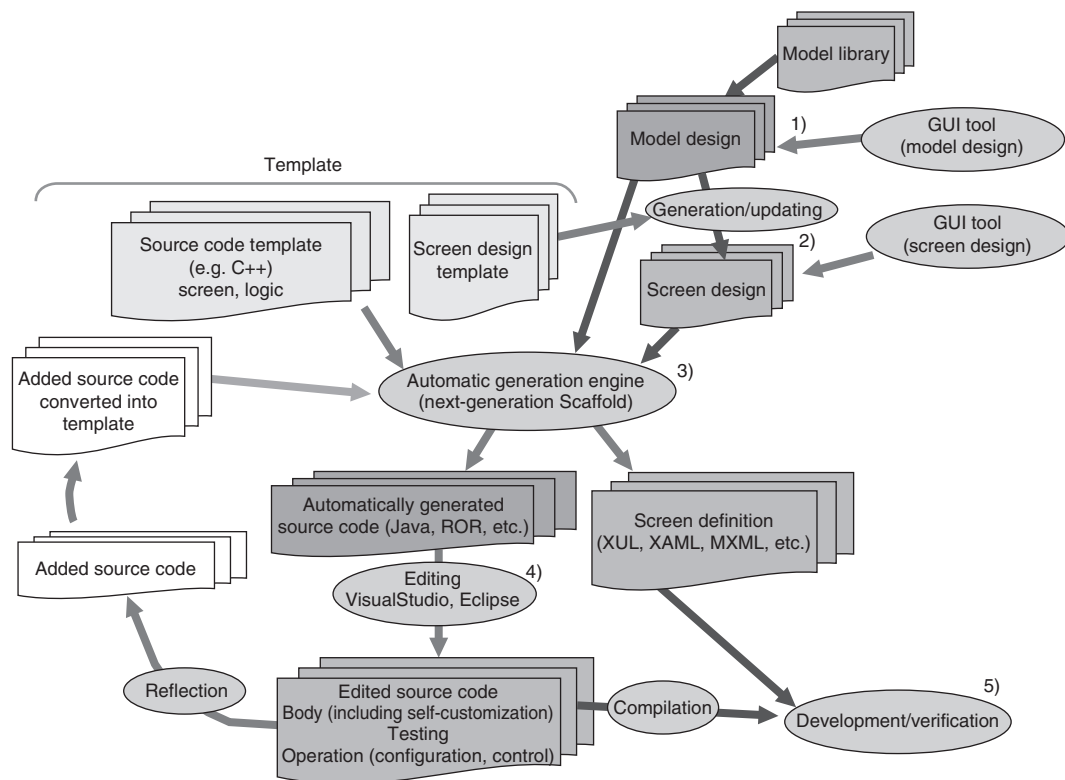 Model library
Model design
1)
GUI tool
(model design)
Template
Generation/updating
Source code template
(e.g. C++)
screen, logic
Screen design
template
2)
GUI tool
(screen design)
Screen design
Automatic generation engine
(next-generation Scaffold)
3)
Added source code
converted into
template
Automatically generated
source code (Java, ROR, etc.)
Screen definition
(XUL, XAML, MXML, etc.)
Added source code
4)
Editing
VisualStudio, Eclipse
Reflection
Edited source code
Body (including self-customization)
Testing
Operation (configuration, control)
Compilation
5)
Development/verification